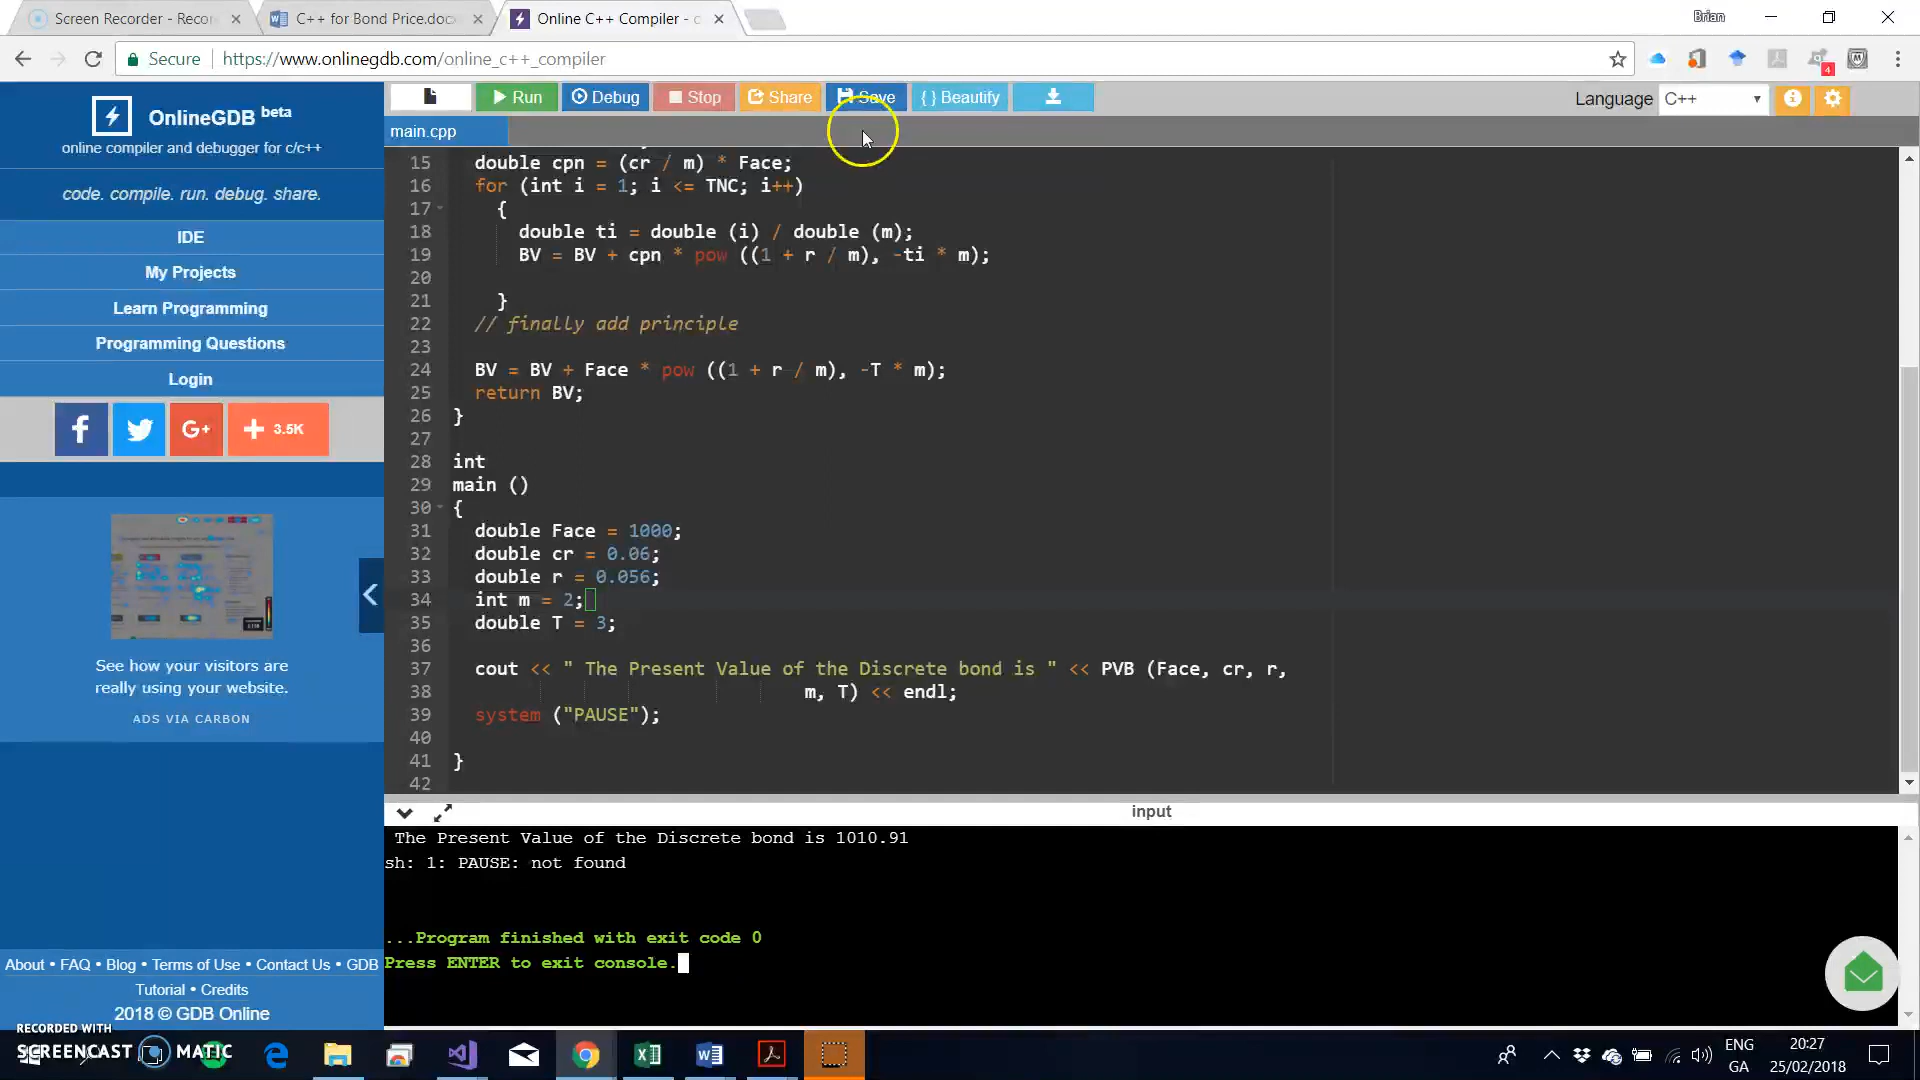 Screen Recorder - Recor
C++ for Bond Price.docx
Online C++ Compiler - c
Brian
Secure
https://www.onlinegdb.com/online_c++_compiler
4
OnlineGDB beta
online compiler and debugger for c/c++
code. compile. run. debug. share.
IDE
My Projects
Learn Programming
Programming Questions
Login
3.5K
See how your visitors are
really using your website.
ADS VIA CARBON
About • FAQ • Blog • Terms of Use • Contact Us • GDB
Tutorial • Credits
2018 © GDB Online
Run
Debug
Stop
Share
Save
{ } Beautify
Language
C++
main.cpp
15 double cpn = (cr / m) * Face;
16 for (int i = 1; i <= TNC; i++)
17 {
18 double ti = double (i) / double (m);
19 BV = BV + cpn * pow ((1 + r / m), -ti * m);
20
21 }
22 // finally add principle
23
24 BV = BV + Face * pow ((1 + r / m), -T * m);
25 return BV;
26 }
27
28 int
29 main ()
30 {
31 double Face = 1000;
32 double cr = 0.06;
33 double r = 0.056;
34 int m = 2;
35 double T = 3;
36
37 cout << " The Present Value of the Discrete bond is " << PVB (Face, cr, r,
38 m, T) << endl;
39 system ("PAUSE");
40
41 }
42
input
The Present Value of the Discrete bond is 1010.91
sh: 1: PAUSE: not found
...Program finished with exit code 0
Press ENTER to exit console.
RECORDED WITH
SCREENCAST MATIC
ENG
GA
20:27
25/02/2018